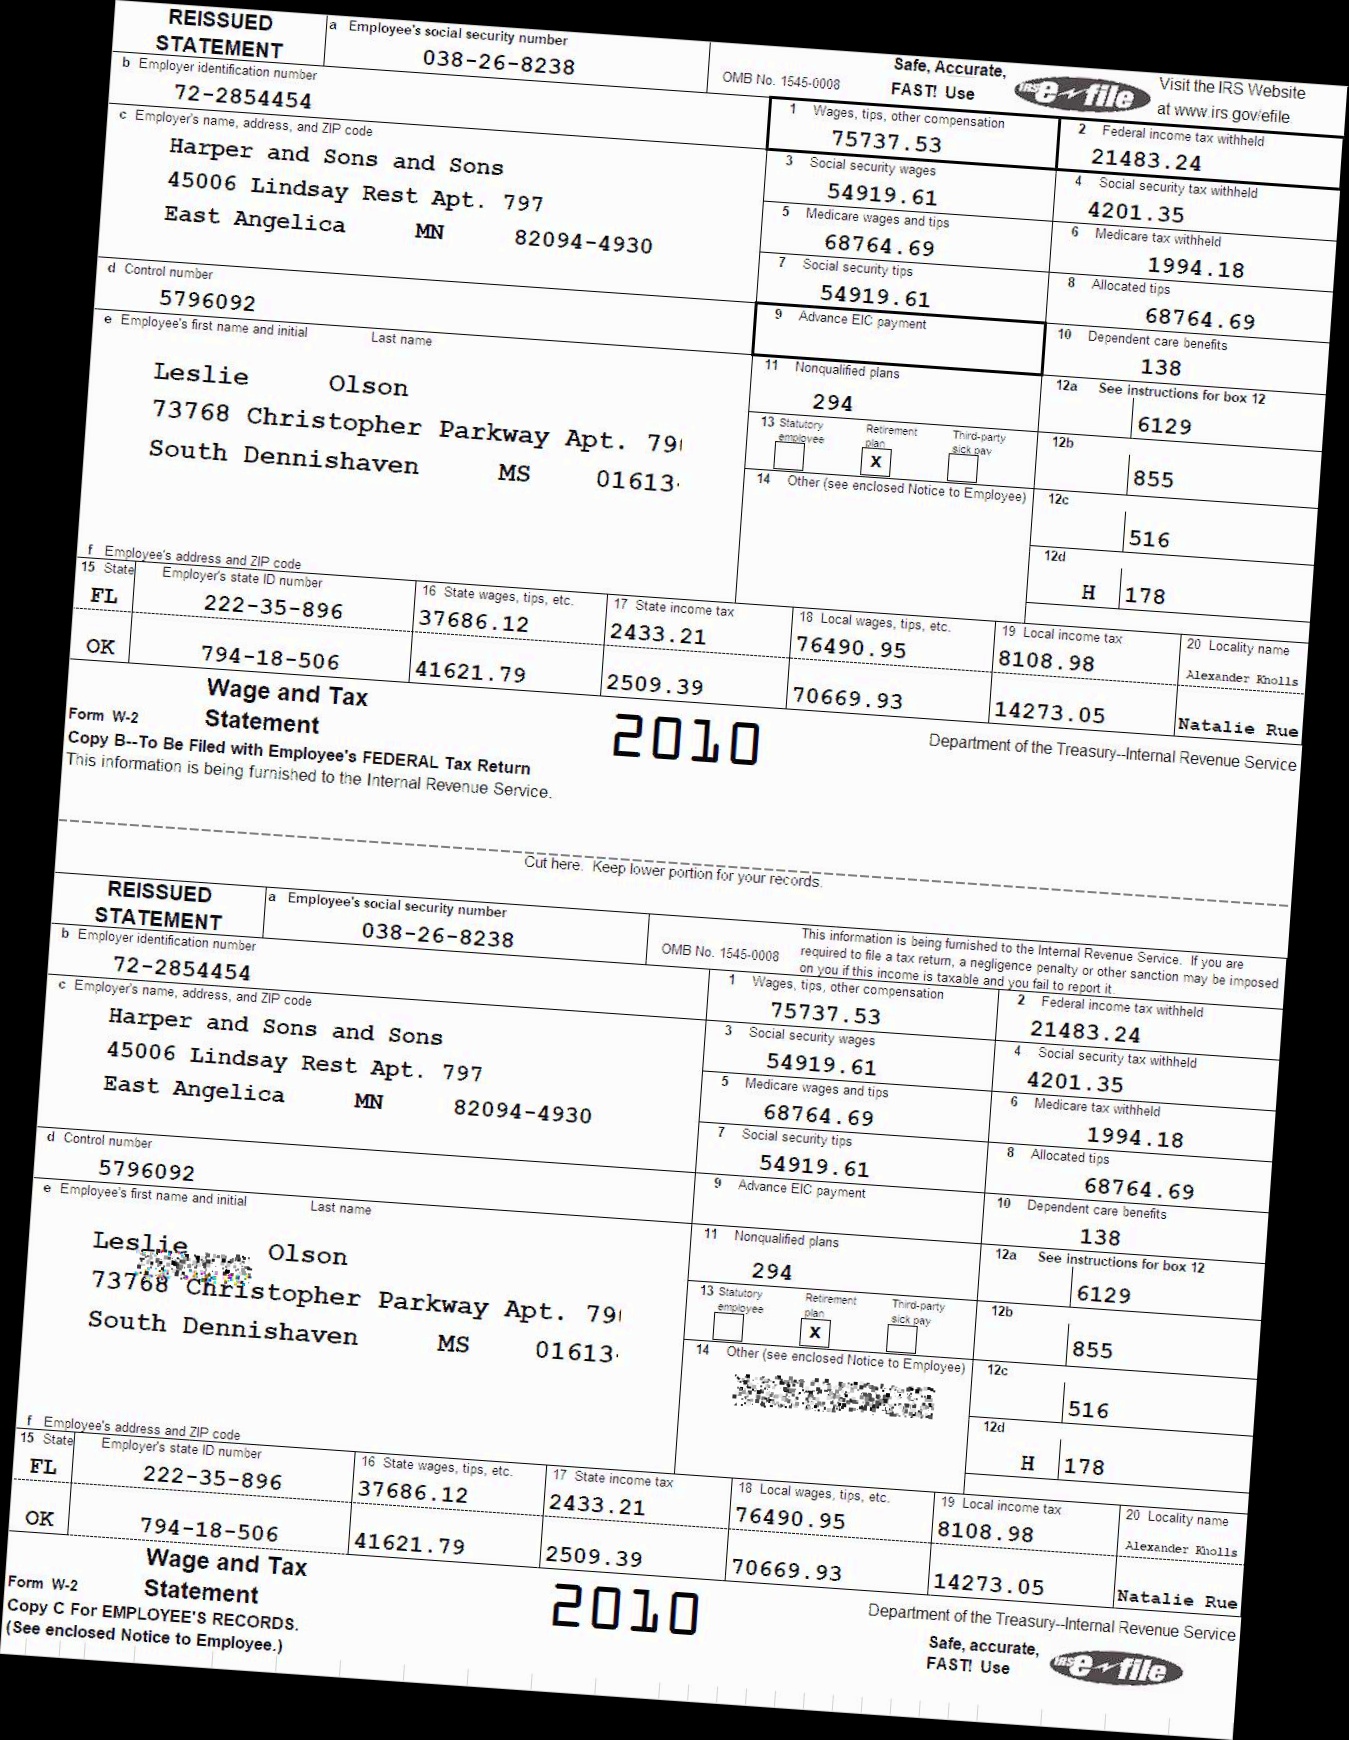 REISSUED STATEMENT
a Employee's social security number
038-26-8238
OMB No. 1545-0008
Safe, Accurate, FAST! Use
IRS e-file
Visit the IRS Website at www.irs.gov/efile.
b Employer identification number
72-2854454
c Employer's name, address, and ZIP code
Harper and Sons and Sons
45006 Lindsay Rest Apt. 797
East Angelica MN 82094-4930
1 Wages, tips, other compensation
75737.53
2 Federal income tax withheld
21483.24
3 Social security wages
54919.61
4 Social security tax withheld
4201.35
5 Medicare wages and tips
68764.69
6 Medicare tax withheld
1994.18
d Control number
5796092
7 Social security tips
54919.61
8 Allocated tips
68764.69
e Employee's first name and initial Last name
Leslie Olson
73768 Christopher Parkway Apt.
South Dennishaven MS 01613-
9 Advance EIC payment
10 Dependent care benefits
138
11 Nonqualified plans
294
12a See instructions for box 12
6129
13 Statutory employee Retirement plan Third-party sick pay
X
12b
855
14 Other (see enclosed Notice to Employee)
12c
516
12d
H 178
f Employee's address and ZIP code
15 State Employer's state ID number
16 State wages, tips, etc.
17 State income tax
18 Local wages, tips, etc.
19 Local income tax
20 Locality name
FL 222-35-896 37686.12 2433.21 76490.95 8108.98 Alexander Knolls
OK 794-18-506 41621.79 2509.39 70669.93 14273.05 Natalie Rue
Form W-2 Wage and Tax Statement
2010
Department of the Treasury--Internal Revenue Service
Copy B--To Be Filed with Employee's FEDERAL Tax Return
This information is being furnished to the Internal Revenue Service.
Cut here. Keep lower portion for your records.
REISSUED STATEMENT
a Employee's social security number
038-26-8238
OMB No. 1545-0008
This information is being furnished to the Internal Revenue Service. If you are
required to file a tax return, a negligence penalty or other sanction may be imposed
on you if this income is taxable and you fail to report it.
b Employer identification number
72-2854454
c Employer's name, address, and ZIP code
Harper and Sons and Sons
45006 Lindsay Rest Apt. 797
East Angelica MN 82094-4930
1 Wages, tips, other compensation
75737.53
2 Federal income tax withheld
21483.24
3 Social security wages
54919.61
4 Social security tax withheld
4201.35
5 Medicare wages and tips
68764.69
6 Medicare tax withheld
1994.18
d Control number
5796092
7 Social security tips
54919.61
8 Allocated tips
68764.69
e Employee's first name and initial Last name
Leslie Olson
73768 Christopher Parkway Apt.
South Dennishaven MS 01613-
9 Advance EIC payment
10 Dependent care benefits
138
11 Nonqualified plans
294
12a See instructions for box 12
6129
13 Statutory employee Retirement plan Third-party sick pay
X
12b
855
14 Other (see enclosed Notice to Employee)
12c
516
12d
H 178
f Employee's address and ZIP code
15 State Employer's state ID number
16 State wages, tips, etc.
17 State income tax
18 Local wages, tips, etc.
19 Local income tax
20 Locality name
FL 222-35-896 37686.12 2433.21 76490.95 8108.98 Alexander Knolls
OK 794-18-506 41621.79 2509.39 70669.93 14273.05 Natalie Rue
Form W-2 Wage and Tax Statement
2010
Department of the Treasury--Internal Revenue Service
Copy C For EMPLOYEE'S RECORDS.
(See enclosed Notice to Employee.)
Safe, accurate, FAST! Use
IRS e-file